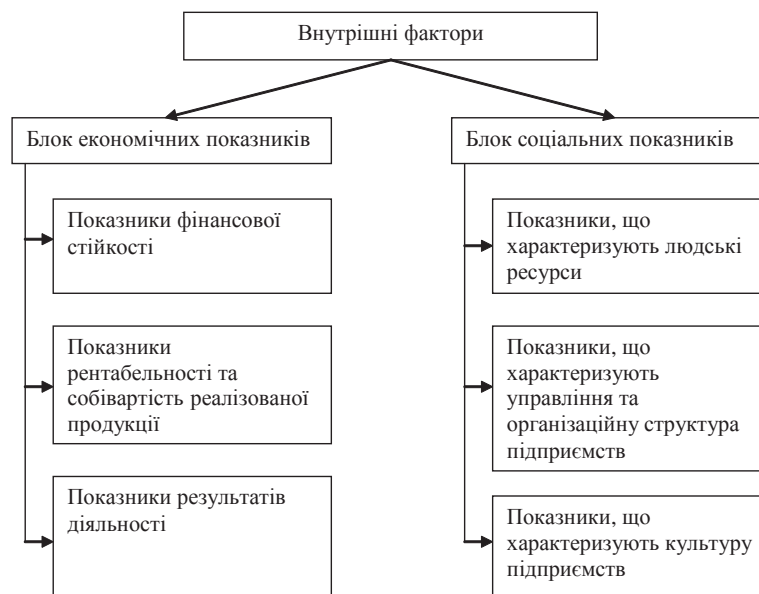 Внутрішні фактори
Блок економічних показників
Показники фінансової
стійкості
Показники
рентабельності та
собівартість реалізованої
продукції
Показники результатів
діяльності
Блок соціальних показників
Показники, що
характеризують людські
ресурси
Показники, що
характеризують
управління та
організаційну структура
підприємств
Показники, що
характеризують культуру
підприємств